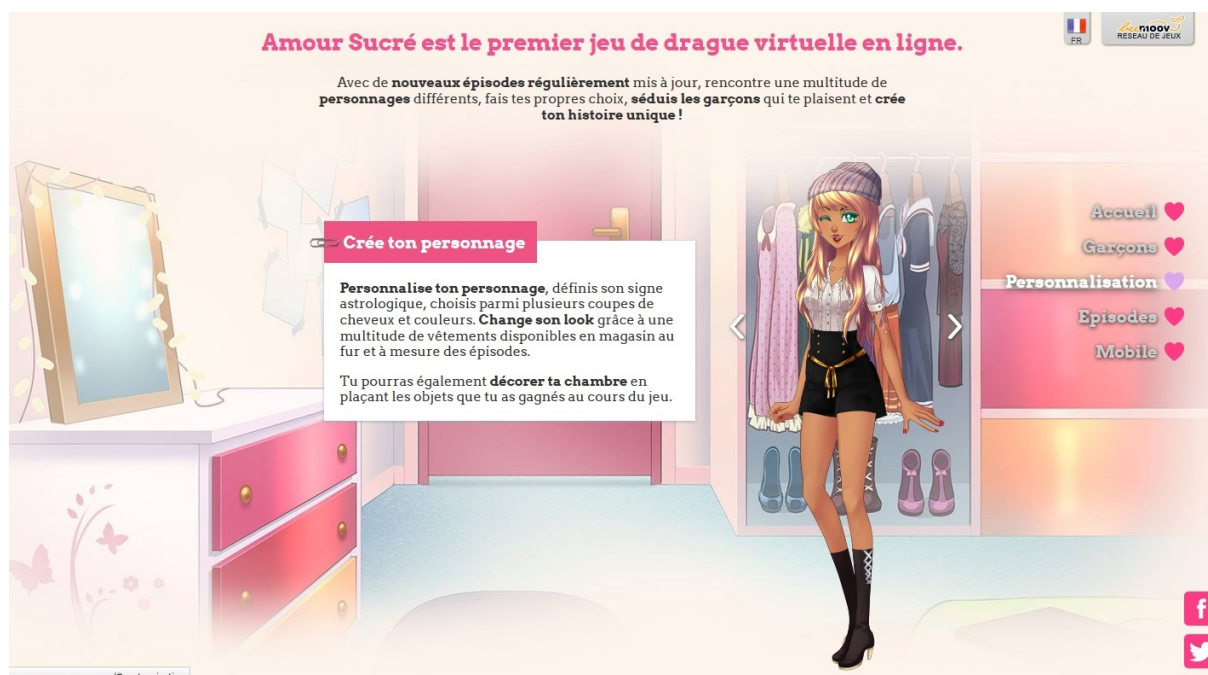 Amour Sucré est le premier jeu de drague virtuelle en ligne.
FR
beemoov
RESEAU DE JEUX
Avec de nouveaux épisodes régulièrement mis à jour, rencontre une multitude de
personnages différents, fais tes propres choix, séduis les garçons qui te plaisent et crée
ton histoire unique !
Crée ton personnage
Personnalise ton personnage, définis son signe
astrologique, choisis parmi plusieurs coupes de
cheveux et couleurs. Change son look grâce à une
multitude de vêtements disponibles en magasin au
fur et à mesure des épisodes.
Tu pourras également décorer ta chambre en
plaçant les objets que tu as gagnés au cours du jeu.
Accueil
Garçons
Personnalisation
Episodes
Mobile